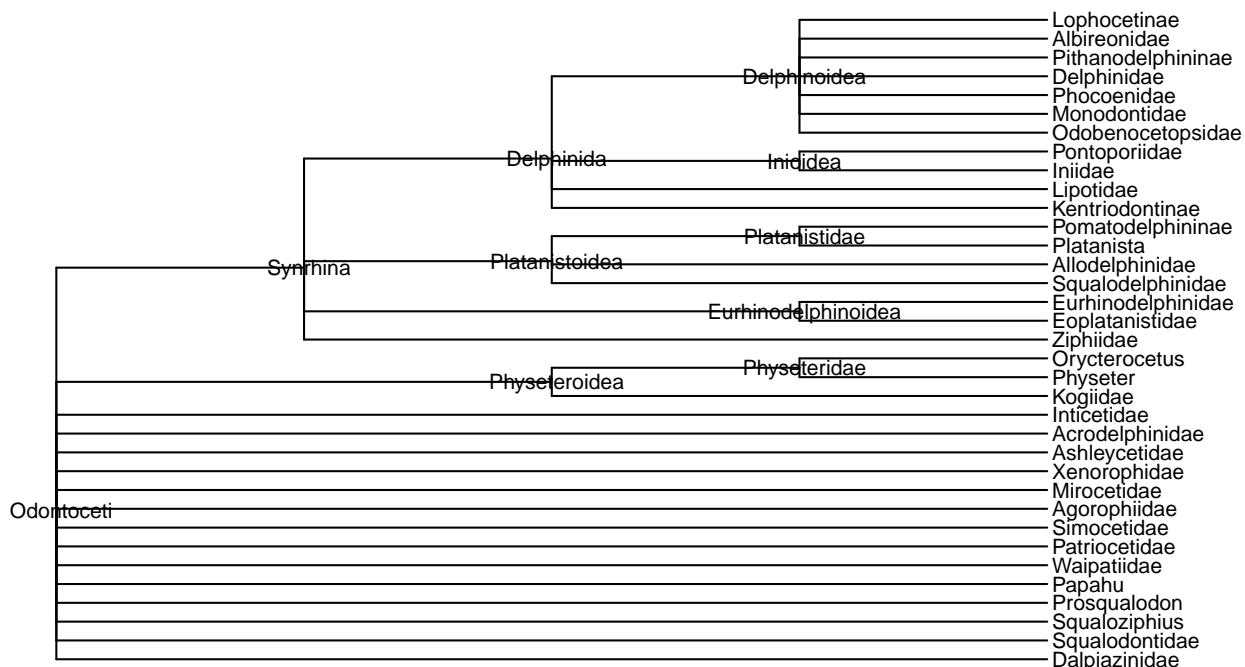 Lophocetinae
Albireonidae
Pithanodelphininae
Delphinoidea
Delphinidae
Phocoenidae
Monodontidae
Odobenocetopsidae
Pontoporiidae
Delphinida
Inioidea
Iniidae
Lipotidae
Kentriodontinae
Pomatodelphininae
Platanistidae
Platanista
Synrhina
Platanistoidea
Allodelphinidae
Squalodelphinidae
Eurhinodelphinidae
Eurhinodelphinoidea
Eoplatanistidae
Ziphiidae
Orycterocetus
Physeteridae
Physeteroidea
Physeter
Kogiidae
Inticetidae
Acrodelphinidae
Ashleycetidae
Xenorophidae
Mirocetidae
Odontoceti
Agorophiidae
Simocetidae
Patriocetidae
Waipatiidae
Papahu
Prosqualodon
Squaloziphius
Squalodontidae
Dalpiazinidae